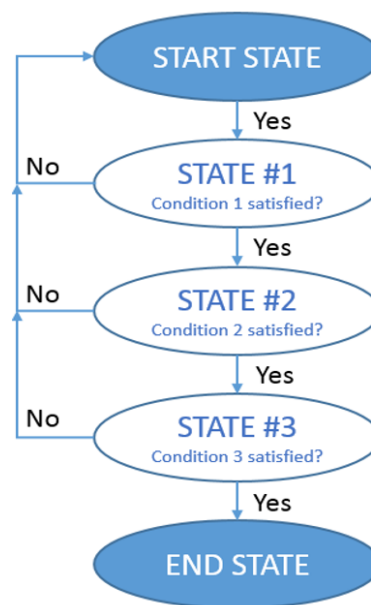 START STATE
Yes
No
STATE #1
Condition 1 satisfied?
Yes
No
STATE #2
Condition 2 satisfied?
Yes
No
STATE #3
Condition 3 satisfied?
Yes
END STATE